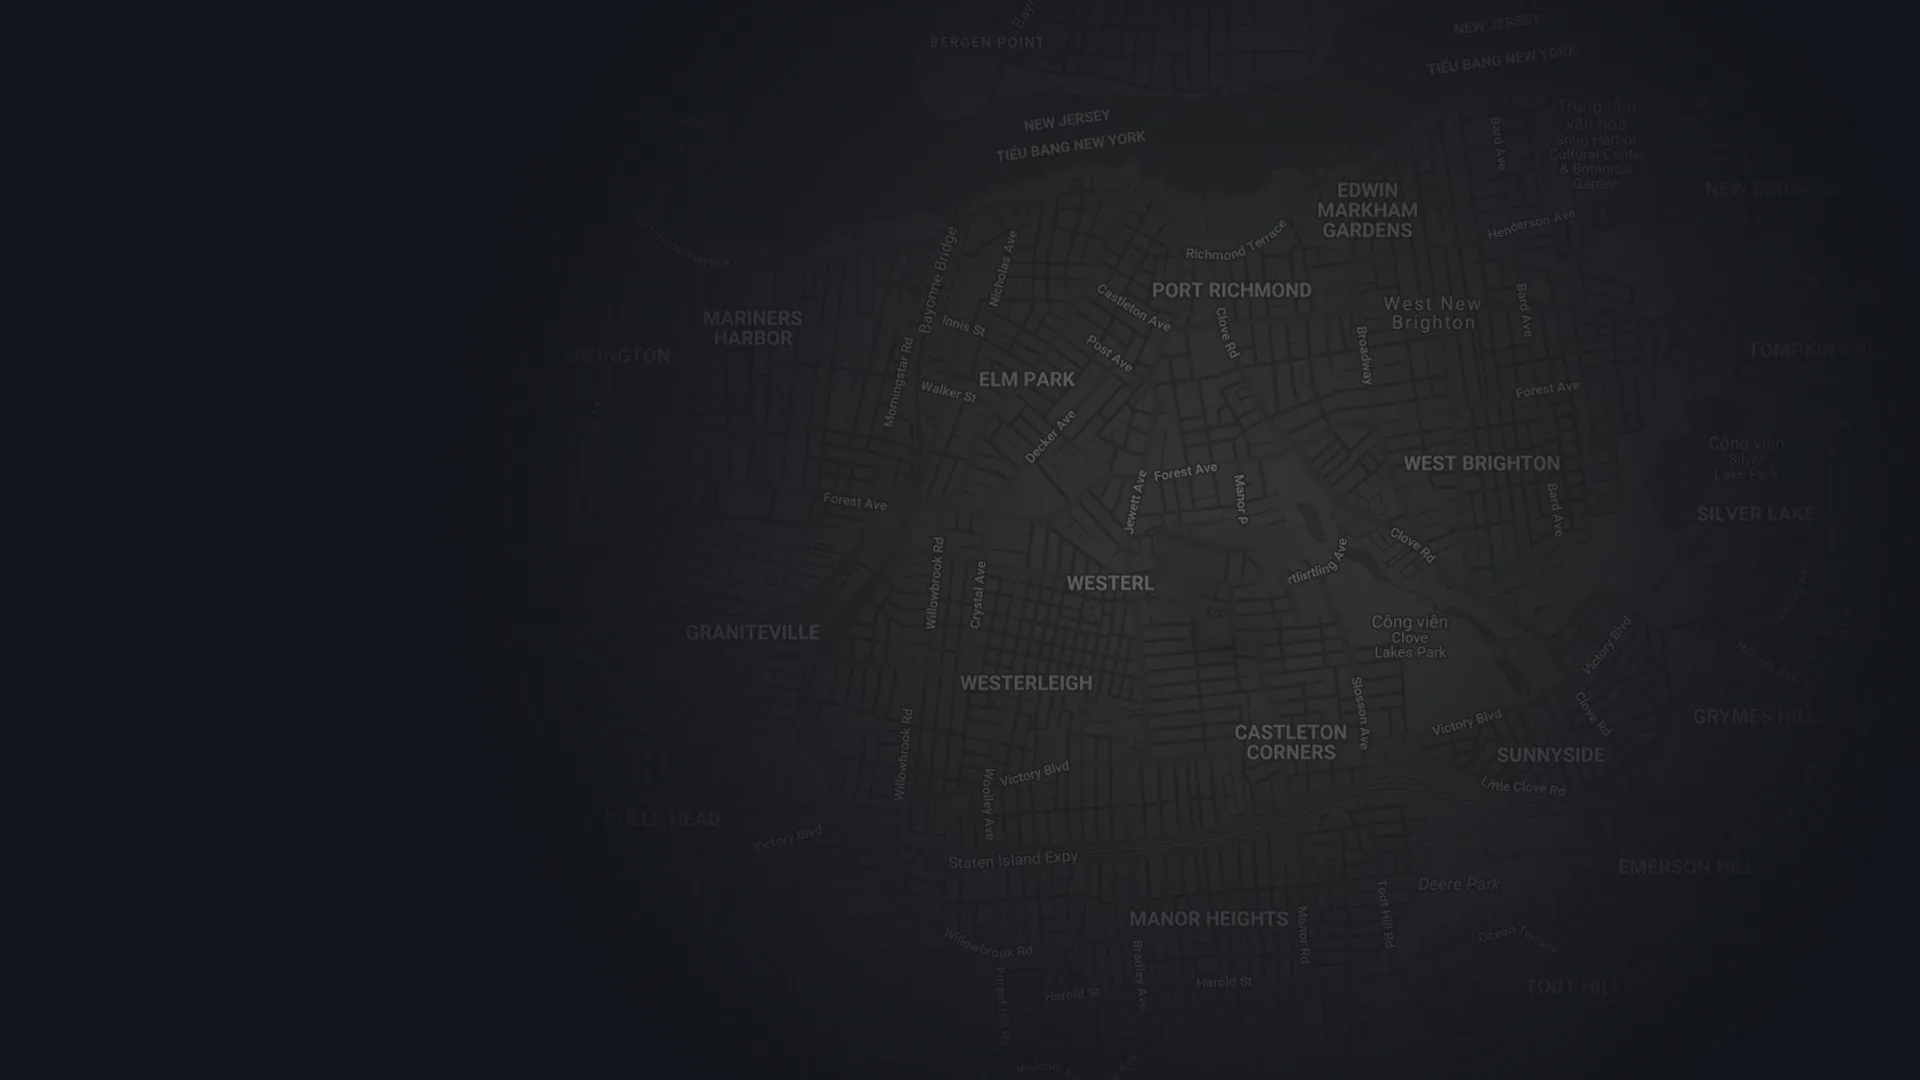 BERGEN POINT
NEW JERSEY
TIỂU BANG NEW YORK
NEW JERSEY
TIỂU BANG NEW YORK
Trung tâm
văn hoá
Snug Harbor
Cultural Center
& Botanical
Garden
Bard Ave
EDWIN
MARKHAM
GARDENS
Henderson Ave
Richmond Terrace
Bayonne Bridge
Nicholas Ave
PORT RICHMOND
Castleton Ave
West New
Brighton
Bard Ave
MARINERS
HARBOR
Innis St
Clove Rd
Broadway
ARLINGTON
Post Ave
Morningstar Rd
ELM PARK
Walker St
Forest Ave
Decker Ave
Công viên
Silver
Lake Park
WEST BRIGHTON
Forest Ave
Jewett Ave
Manor
Forest Ave
Bard Ave
SILVER LAKE
Clove Rd
Willowbrook Rd
Crystal Ave
WESTERL
rtliartling Ave
GRANITEVILLE
Công viên
Clove
Lakes Park
Victory Blvd
WESTERLEIGH
Slosson Ave
Clove Rd
GRYMES HILL
Victory Blvd
Willowbrook Rd
CASTLETON
CORNERS
SUNNYSIDE
Victory Blvd
Woolley Ave
Little Clove Rd
BULLS HEAD
Victory Blvd
Staten Island Expy
EMERSON HILL
Deere Park
MANOR HEIGHTS
Todt Hill Rd
Manor Rd
Willowbrook Rd
Ocean Terrace
Bradley Ave
Forest Hill Rd
Harold St
Harold St
TODT HILL